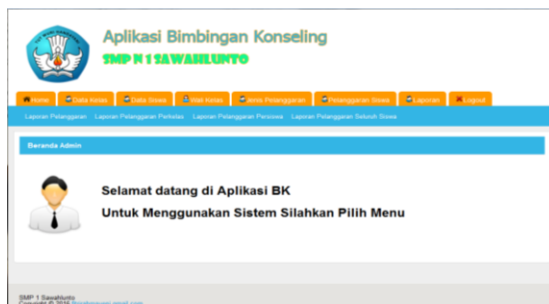 Aplikasi Bimbingan Konseling
SMP N 1 SAWAHLUNTO
Home Data Kelas Data Siswa Wali Kelas Jenis Pelanggaran Pelanggaran Siswa Laporan Logout
Laporan Pelanggaran Laporan Pelanggaran Perkelas Laporan Pelanggaran Persiswa Laporan Pelanggaran Seluruh Siswa
Beranda Admin
Selamat datang di Aplikasi BK
Untuk Menggunakan Sistem Silahkan Pilih Menu
SMP 1 Sawahlunto
Copyright © 2016